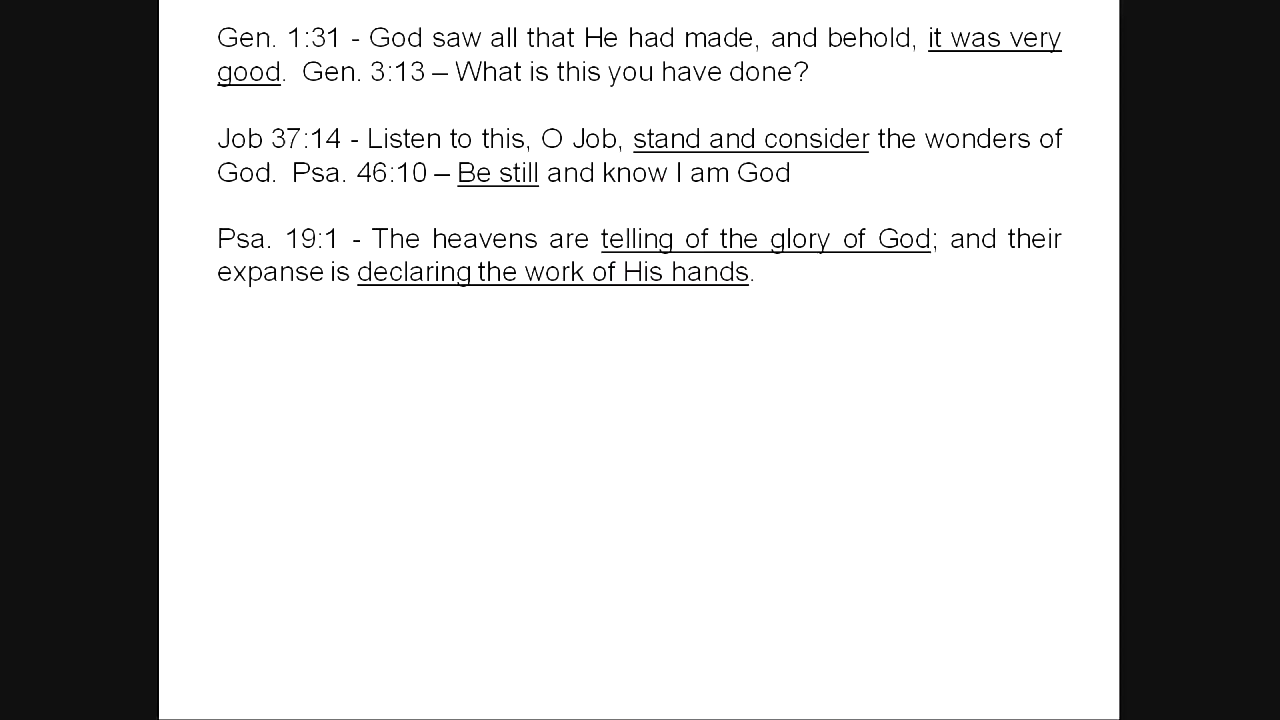 Gen. 1:31 - God saw all that He had made, and behold, it was very
good.  Gen. 3:13 – What is this you have done?
Job 37:14 - Listen to this, O Job, stand and consider the wonders of
God.  Psa. 46:10 – Be still and know I am God
Psa. 19:1 - The heavens are telling of the glory of God; and their
expanse is declaring the work of His hands.